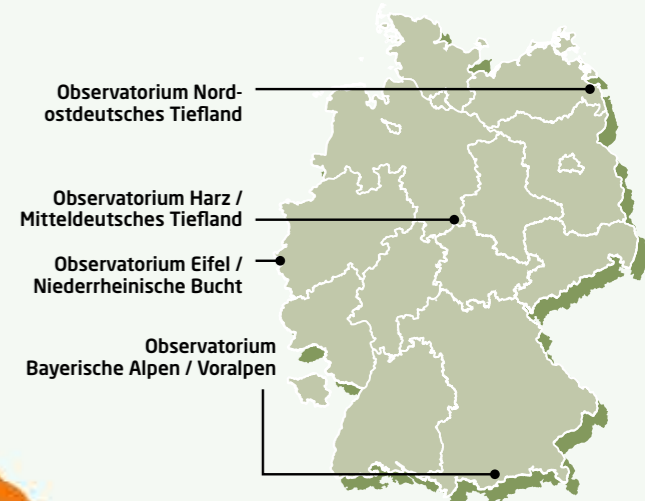 Observatorium Nord-
ostdeutsches Tiefland
Observatorium Harz /
Mitteldeutsches Tiefland
Observatorium Eifel /
Niederrheinische Bucht
Observatorium
Bayerische Alpen / Voralpen